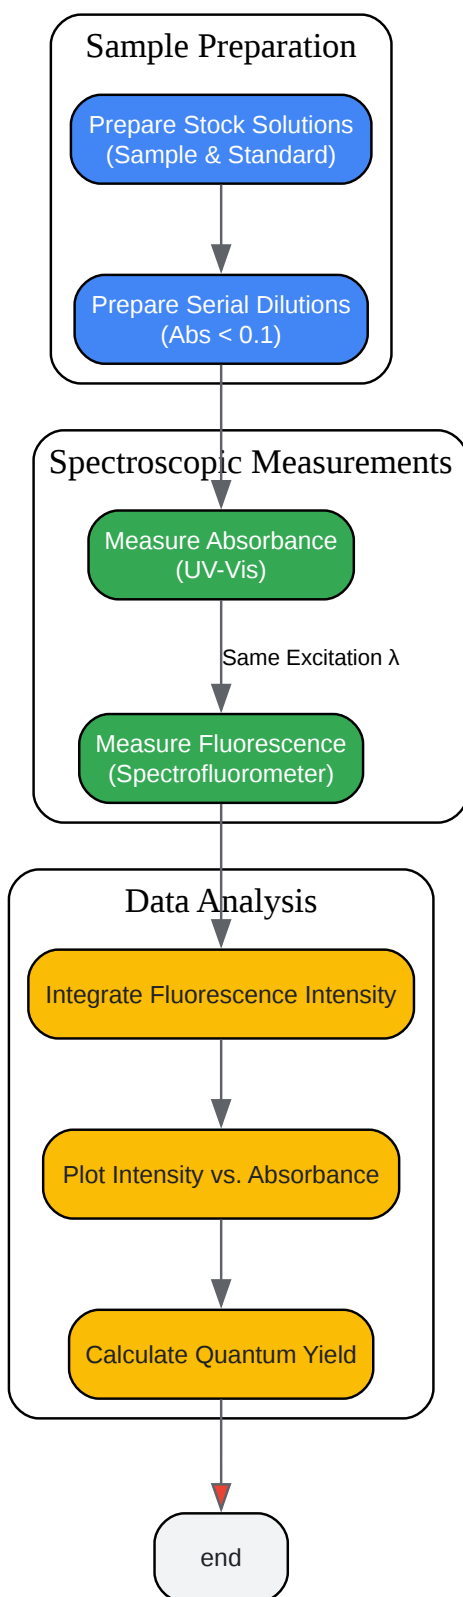 Sample Preparation
Prepare Stock Solutions
(Sample & Standard)
Prepare Serial Dilutions
(Abs < 0.1)
Spectroscopic Measurements
Measure Absorbance
(UV-Vis)
Same Excitation λ
Measure Fluorescence
(Spectrofluorometer)
Data Analysis
Integrate Fluorescence Intensity
Plot Intensity vs. Absorbance
Calculate Quantum Yield
end